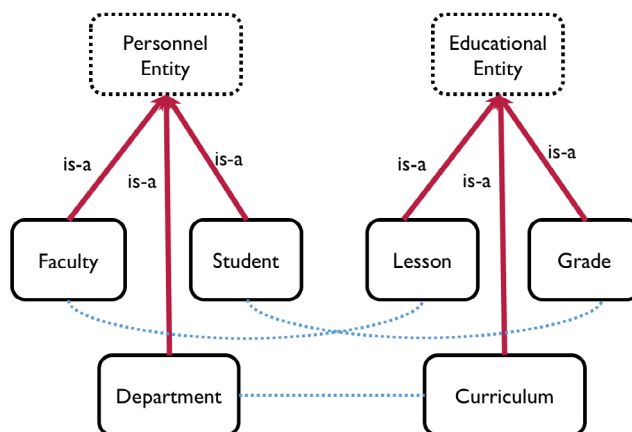 Personnel
Entity
Educational
Entity
is-a
is-a
is-a
is-a
is-a
is-a
Faculty
Student
Lesson
Grade
Department
Curriculum